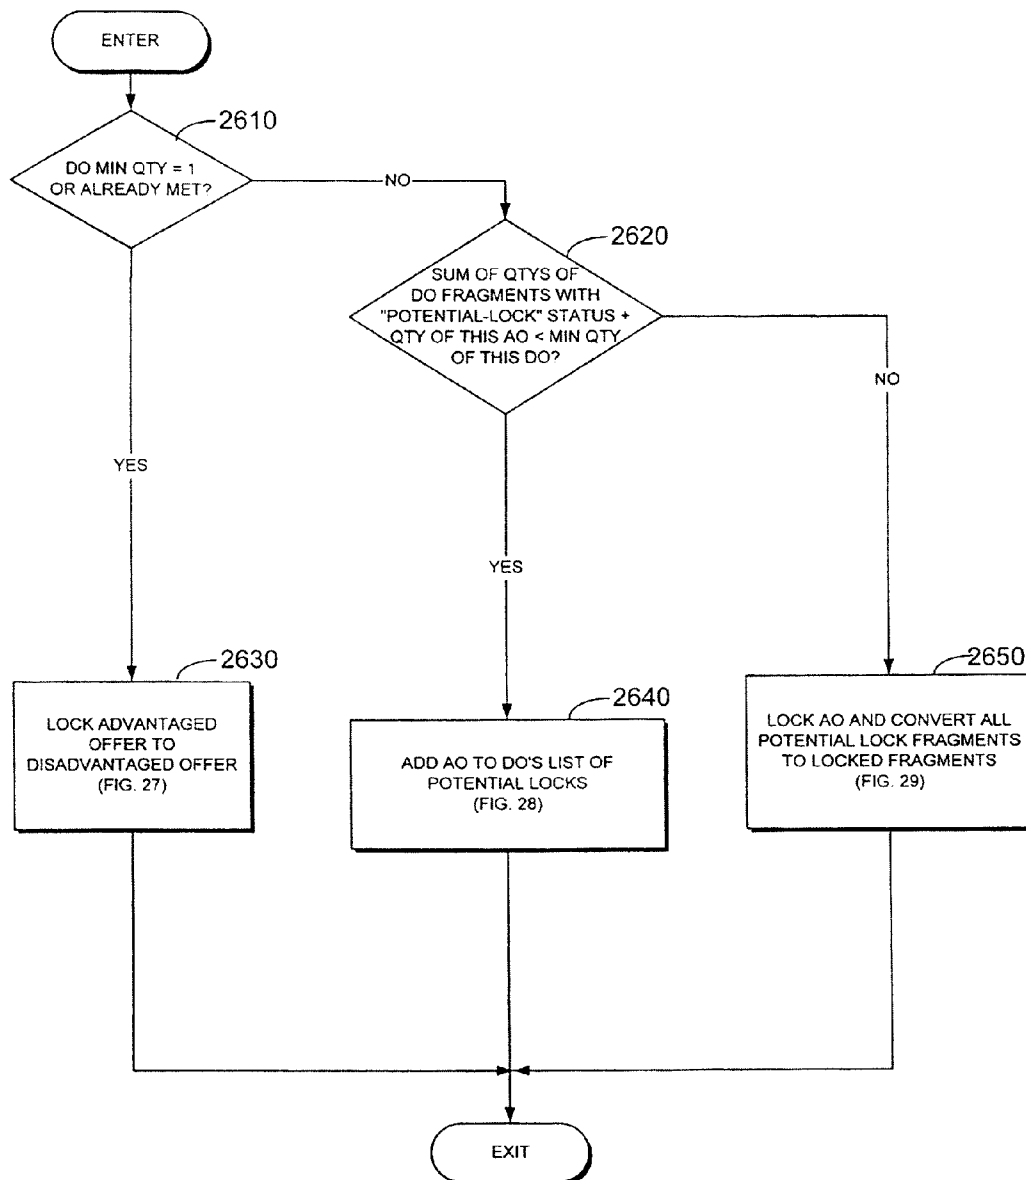 ENTER
2610
DO MIN QTY = 1
OR ALREADY MET?
NO
2620
SUM OF QTYS OF
DO FRAGMENTS WITH
"POTENTIAL-LOCK" STATUS +
QTY OF THIS AO < MIN QTY
OF THIS DO?
NO
YES
YES
2630
LOCK ADVANTAGED
OFFER TO
DISADVANTAGED OFFER
(FIG. 27)
2640
ADD AO TO DO'S LIST OF
POTENTIAL LOCKS
(FIG. 28)
2650
LOCK AO AND CONVERT ALL
POTENTIAL LOCK FRAGMENTS
TO LOCKED FRAGMENTS
(FIG. 29)
EXIT